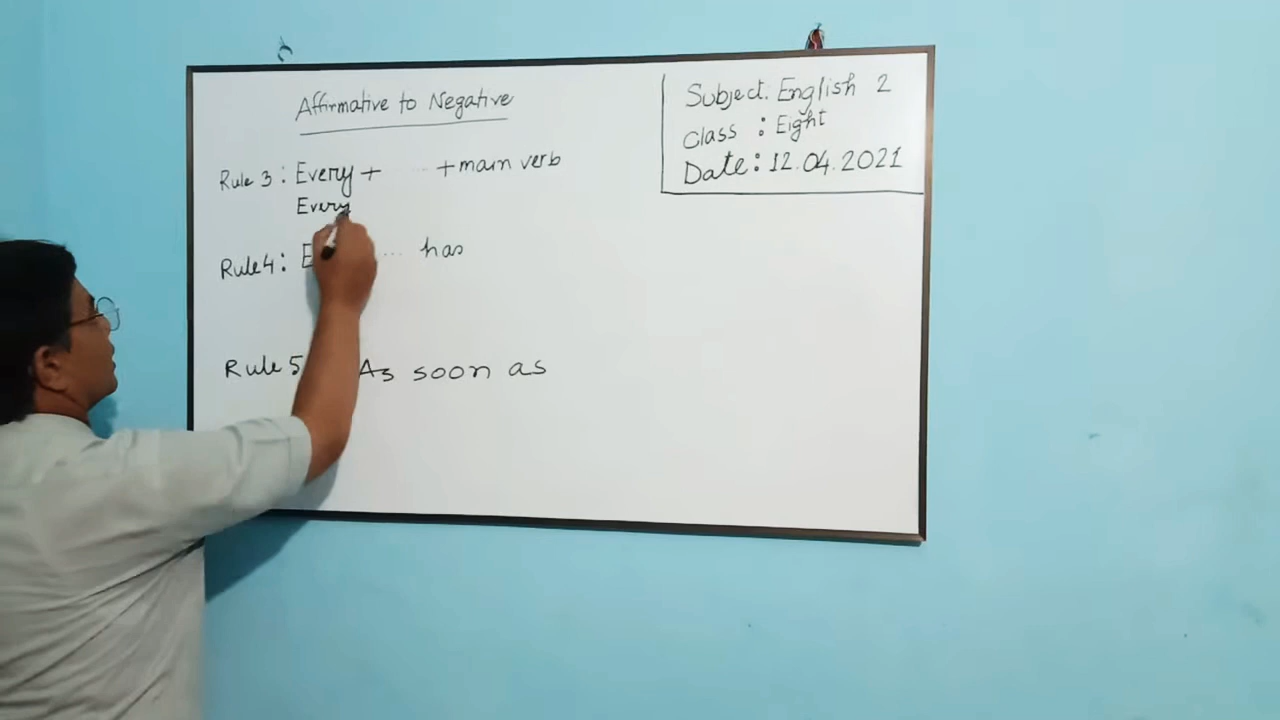 Affirmative to Negative
Rule 3 : Every + ... + main verb
Every
Rule 4 : ... has
Rule 5 As soon as
Subject. English 2
Class : Eight
Date : 12.04.2021